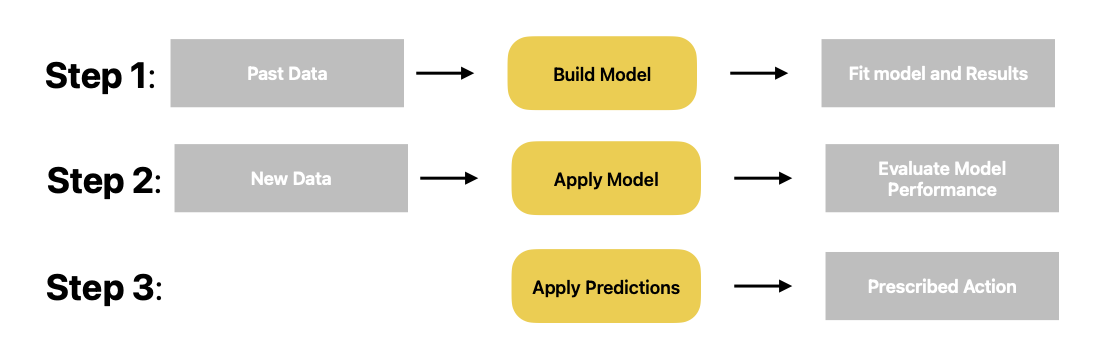 Step 1:
Past Data
Build Model
Fit model and Results
Step 2:
New Data
Apply Model
Evaluate Model
Performance
Step 3:
Apply Predictions
Prescribed Action